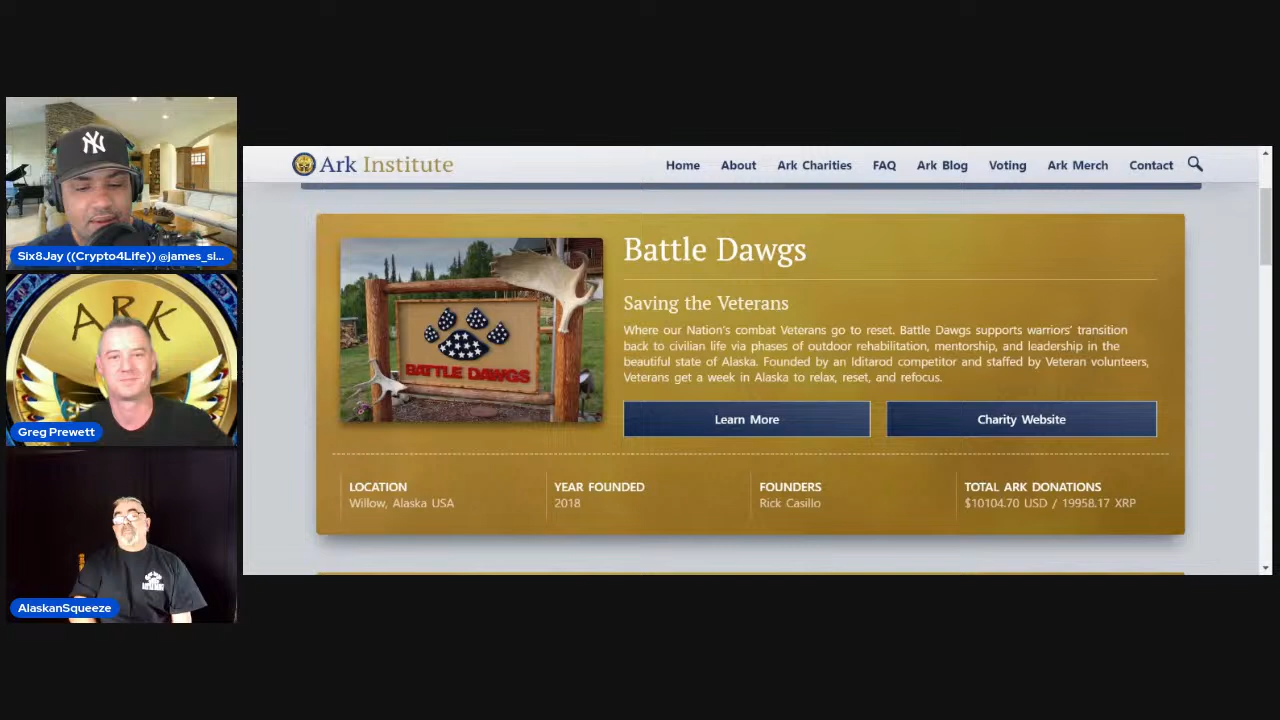 NY
Six8Jay ((Crypto4Life)) @james_sl...
ARK
Greg Prewett
AlaskanSqueeze
Ark Institute
Home About Ark Charities FAQ Ark Blog Voting Ark Merch Contact
BATTLE DAWGS
Battle Dawgs
Saving the Veterans
Where our Nation's combat Veterans go to reset. Battle Dawgs supports warriors' transition
back to civilian life via phases of outdoor rehabilitation, mentorship, and leadership in the
beautiful state of Alaska. Founded by an Iditarod competitor and staffed by Veteran volunteers,
Veterans get a week in Alaska to relax, reset, and refocus.
Learn More Charity Website
LOCATION YEAR FOUNDED FOUNDERS TOTAL ARK DONATIONS
Willow, Alaska USA 2018 Rick Casillo $10104.70 USD / 19958.17 XRP